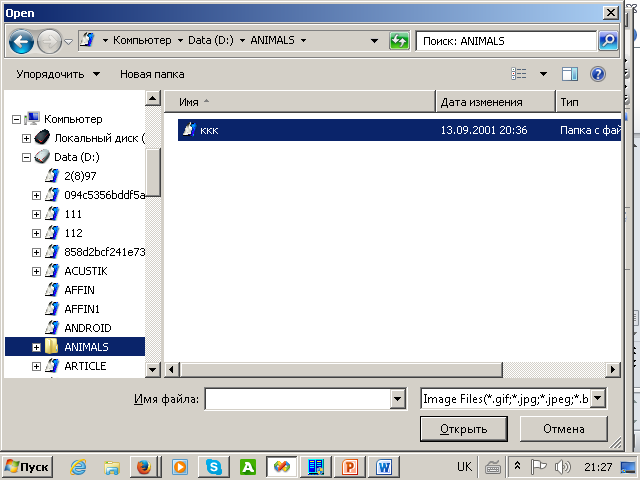 Open
Компьютер Data (D:) ANIMALS
Поиск: ANIMALS
Упорядочить Новая папка
Имя Дата изменения Тип
Компьютер
Локальный диск (
Data (D:)
2(8)97
094c5356bddf5a
111
112
858d2bcf241e73
ACUSTIK
AFFIN
AFFIN1
ANDROID
ANIMALS
ARTICLE
ккк 13.09.2001 20:36 Папка с фай
Имя файла:
Image Files(*.gif;*.jpg;*.jpeg;*.b
Открыть Отмена
Пуск UK 21:27